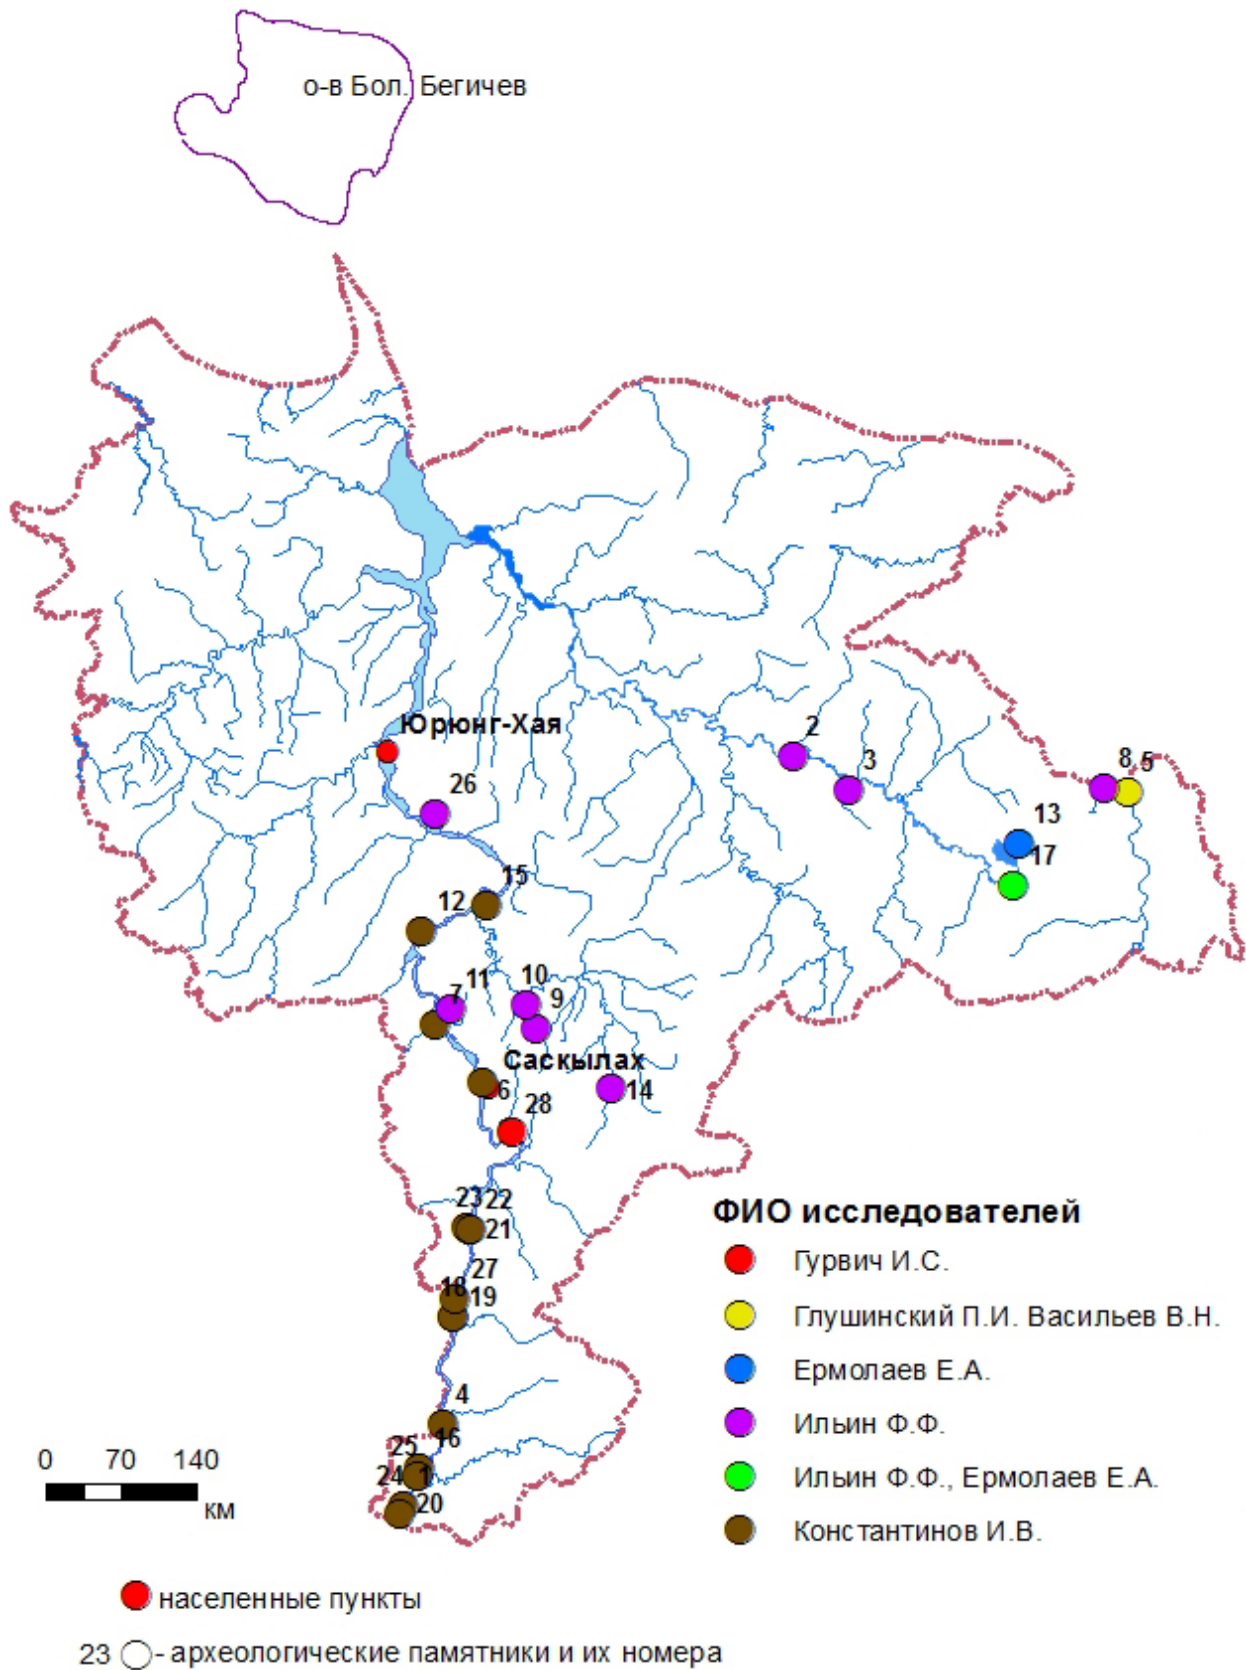 о-в Бол. Бегичев
Юрюнг-Хая
26
2
3
8
5
13
17
15
12
11
7
10
9
Саскылах
6
14
28
23
22
21
27
18
19
4
16
25
24
1
20
ФИО исследователей
Гурвич И.С.
Глушинский П.И. Васильев В.Н.
Ермолаев Е.А.
Ильин Ф.Ф.
Ильин Ф.Ф., Ермолаев Е.А.
Константинов И.В.
0 70 140
км
населенные пункты
23 - археологические памятники и их номера